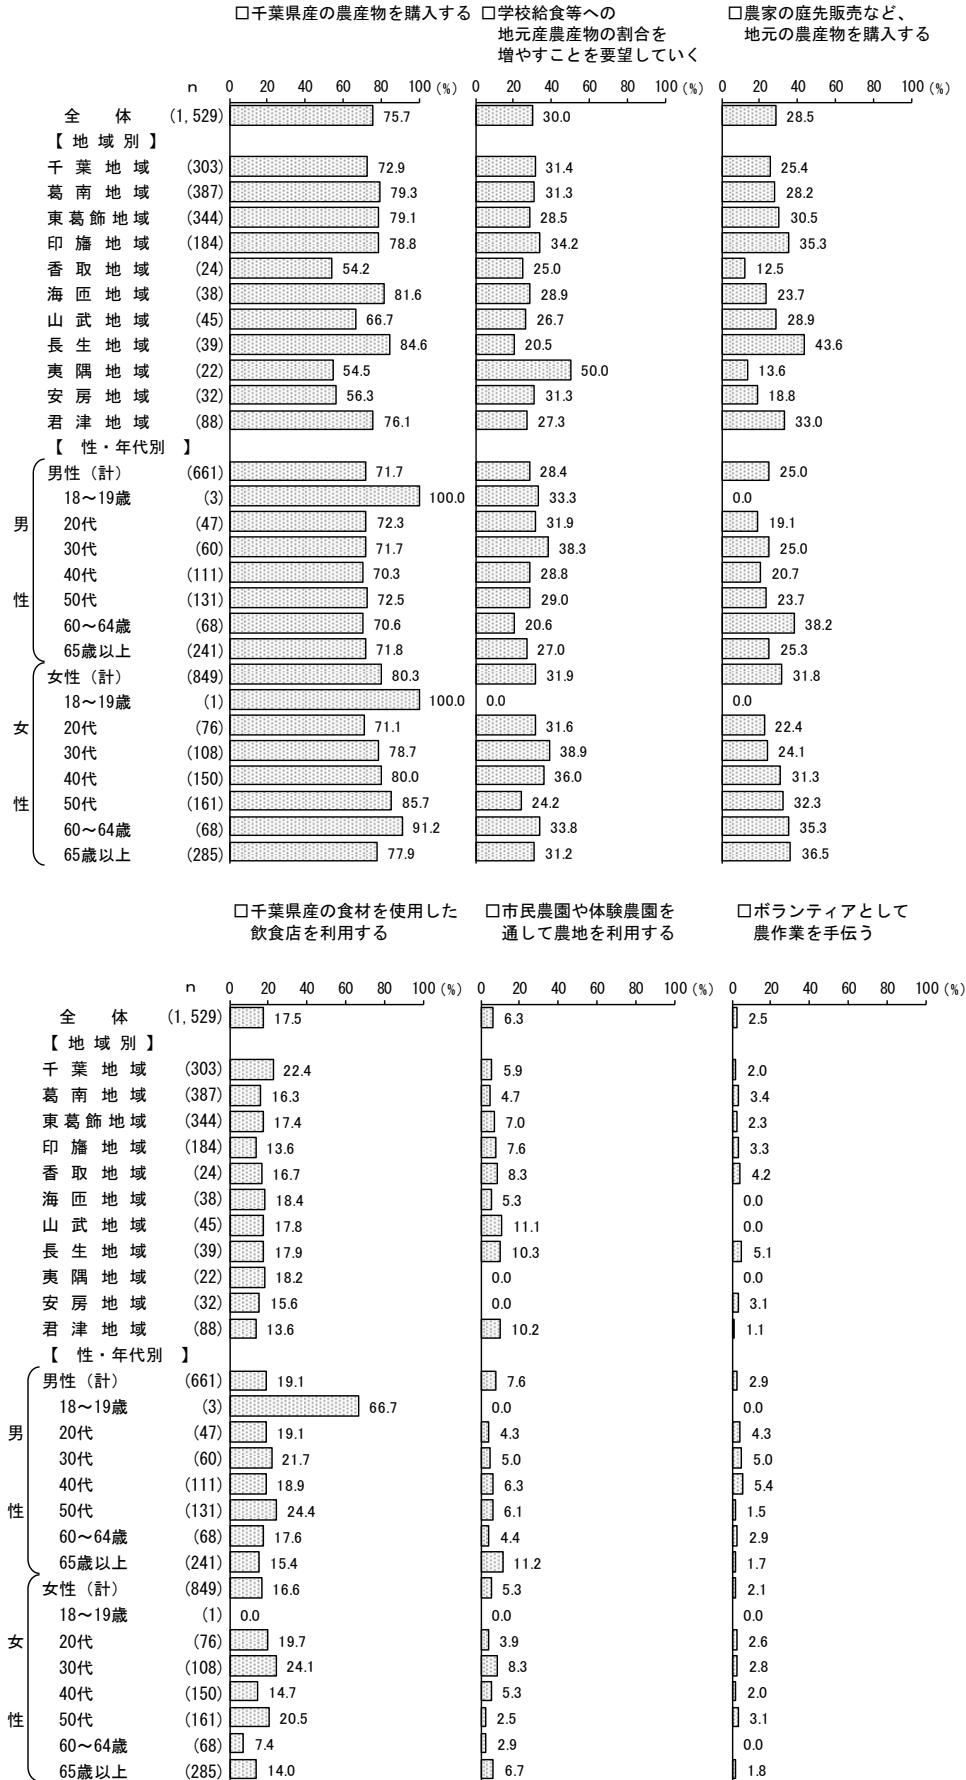 □千葉県産の農産物を購入する □学校給食等への □農家の庭先販売など、
地元産農産物の割合を 地元の農産物を購入する
増やすことを要望していく
n 0 20 40 60 80 100 (%) 0 20 40 60 80 100 (%) 0 20 40 60 80 100 (%)
全体 (1,529) 75.7 30.0 28.5
【地域別】
千葉地域 (303) 72.9 31.4 25.4
葛南地域 (387) 79.3 31.3 28.2
東葛飾地域 (344) 79.1 28.5 30.5
印旛地域 (184) 78.8 34.2 35.3
香取地域 (24) 54.2 25.0 12.5
海匝地域 (38) 81.6 28.9 23.7
山武地域 (45) 66.7 26.7 28.9
長生地域 (39) 84.6 20.5 43.6
夷隅地域 (22) 54.5 50.0 13.6
安房地域 (32) 56.3 31.3 18.8
君津地域 (88) 76.1 27.3 33.0
【 性・年代別 】
男性（計） (661) 71.7 28.4 25.0
18～19歳 (3) 100.0 33.3 0.0
男 20代 (47) 72.3 31.9 19.1
30代 (60) 71.7 38.3 25.0
40代 (111) 70.3 28.8 20.7
性 50代 (131) 72.5 29.0 23.7
60～64歳 (68) 70.6 20.6 38.2
65歳以上 (241) 71.8 27.0 25.3
女性（計） (849) 80.3 31.9 31.8
18～19歳 (1) 100.0 0.0 0.0
女 20代 (76) 71.1 31.6 22.4
30代 (108) 78.7 38.9 24.1
40代 (150) 80.0 36.0 31.3
性 50代 (161) 85.7 24.2 32.3
60～64歳 (68) 91.2 33.8 35.3
65歳以上 (285) 77.9 31.2 36.5
□千葉県産の食材を使用した □市民農園や体験農園を □ボランティアとして
飲食店を利用する 通して農地を利用する 農作業を手伝う
n 0 20 40 60 80 100 (%) 0 20 40 60 80 100 (%) 0 20 40 60 80 100 (%)
全体 (1,529) 17.5 6.3 2.5
【地域別】
千葉地域 (303) 22.4 5.9 2.0
葛南地域 (387) 16.3 4.7 3.4
東葛飾地域 (344) 17.4 7.0 2.3
印旛地域 (184) 13.6 7.6 3.3
香取地域 (24) 16.7 8.3 4.2
海匝地域 (38) 18.4 5.3 0.0
山武地域 (45) 17.8 11.1 0.0
長生地域 (39) 17.9 10.3 5.1
夷隅地域 (22) 18.2 0.0 0.0
安房地域 (32) 15.6 0.0 3.1
君津地域 (88) 13.6 10.2 1.1
【 性・年代別 】
男性（計） (661) 19.1 7.6 2.9
18～19歳 (3) 66.7 0.0 0.0
男 20代 (47) 19.1 4.3 4.3
30代 (60) 21.7 5.0 5.0
40代 (111) 18.9 6.3 5.4
性 50代 (131) 24.4 6.1 1.5
60～64歳 (68) 17.6 4.4 2.9
65歳以上 (241) 15.4 11.2 1.7
女性（計） (849) 16.6 5.3 2.1
18～19歳 (1) 0.0 0.0 0.0
女 20代 (76) 19.7 3.9 2.6
30代 (108) 24.1 8.3 2.8
40代 (150) 14.7 5.3 2.0
性 50代 (161) 20.5 2.5 3.1
60～64歳 (68) 7.4 2.9 0.0
65歳以上 (285) 14.0 6.7 1.8